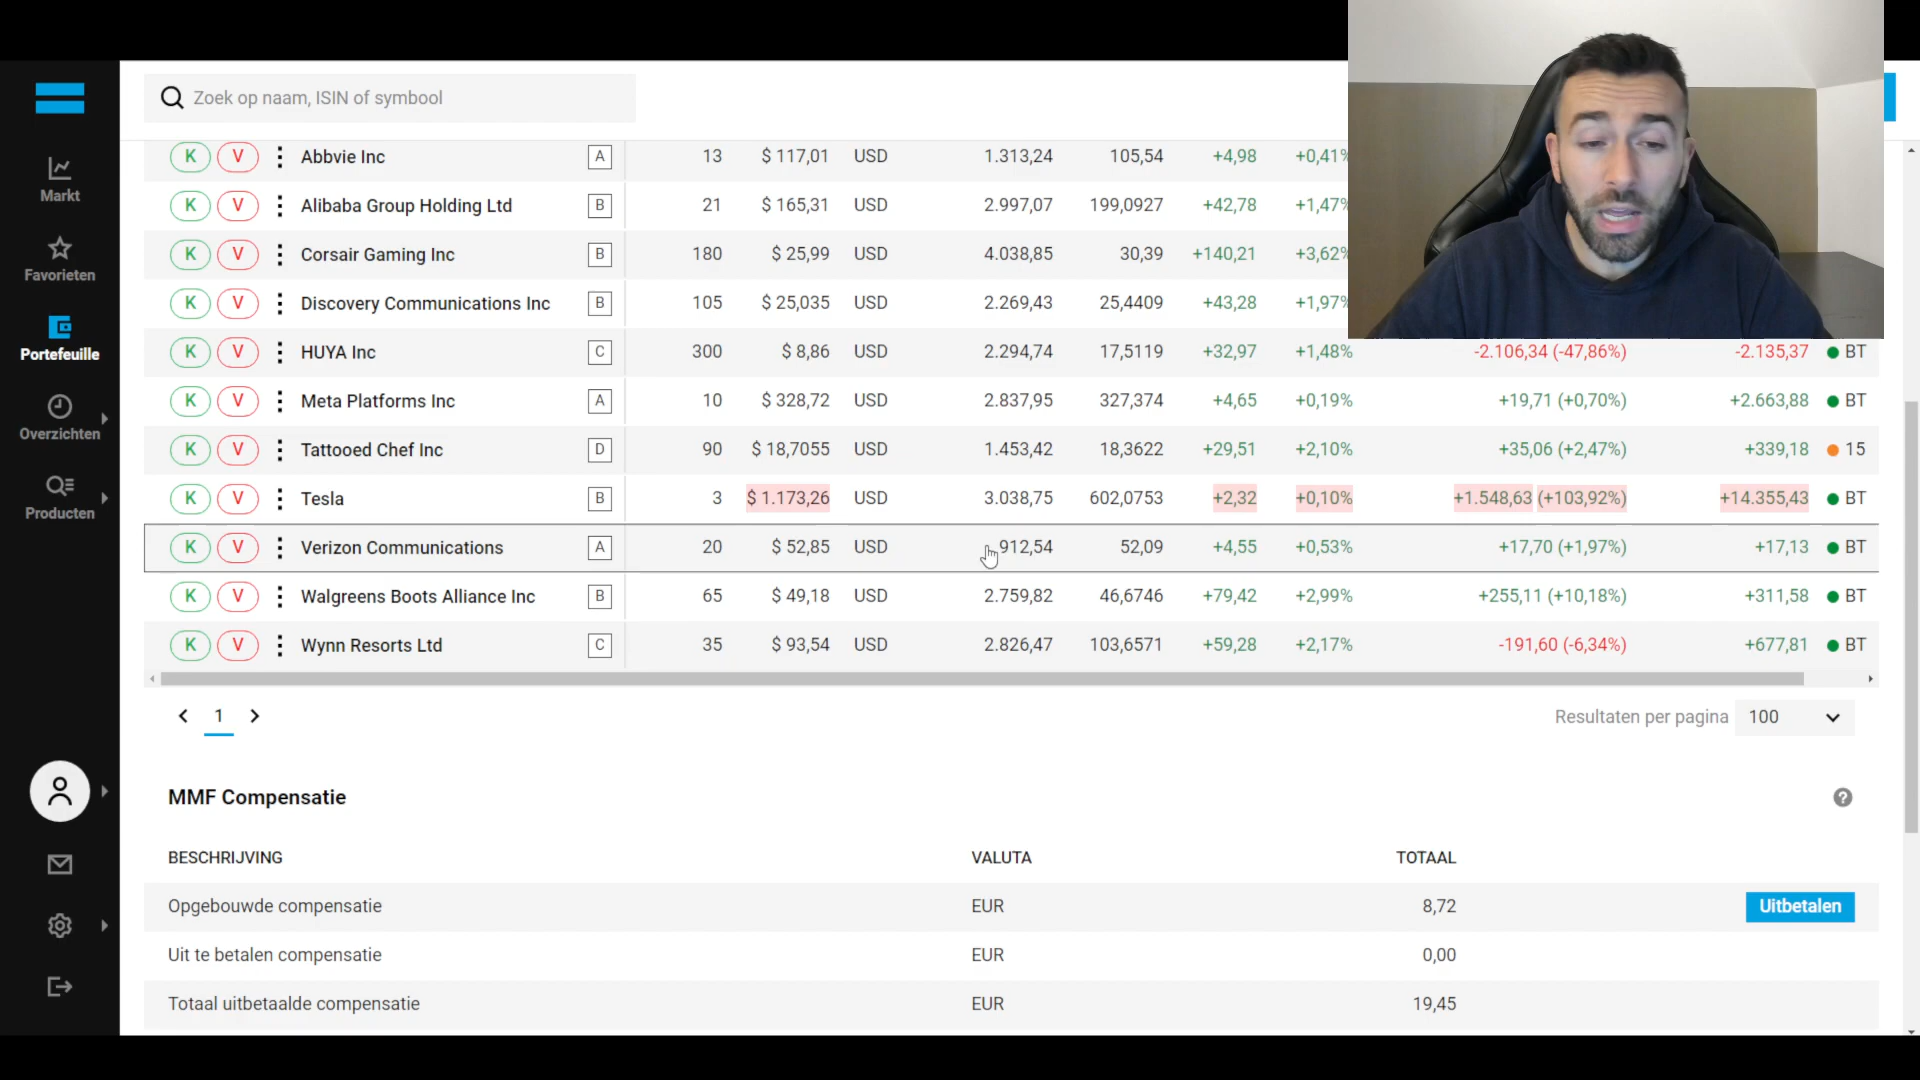 Zoek op naam, ISIN of symbool
Markt
Favorieten
Portefeuille
Overzichten
Producten
K V Abbvie Inc A 13 $ 117,01 USD 1.313,24 105,54 +4,98 +0,41%
K V Alibaba Group Holding Ltd B 21 $ 165,31 USD 2.997,07 199,0927 +42,78 +1,47%
K V Corsair Gaming Inc B 180 $ 25,99 USD 4.038,85 30,39 +140,21 +3,62%
K V Discovery Communications Inc B 105 $ 25,035 USD 2.269,43 25,4409 +43,28 +1,97%
K V HUYA Inc C 300 $ 8,86 USD 2.294,74 17,5119 +32,97 +1,48% -2.106,34 (-47,86%) -2.135,37 BT
K V Meta Platforms Inc A 10 $ 328,72 USD 2.837,95 327,374 +4,65 +0,19% +19,71 (+0,70%) +2.663,88 BT
K V Tattooed Chef Inc D 90 $ 18,7055 USD 1.453,42 18,3622 +29,51 +2,10% +35,06 (+2,47%) +339,18 15
K V Tesla B 3 $ 1.173,26 USD 3.038,75 602,0753 +2,32 +0,10% +1.548,63 (+103,92%) +14.355,43 BT
K V Verizon Communications A 20 $ 52,85 USD 912,54 52,09 +4,55 +0,53% +17,70 (+1,97%) +17,13 BT
K V Walgreens Boots Alliance Inc B 65 $ 49,18 USD 2.759,82 46,6746 +79,42 +2,99% +255,11 (+10,18%) +311,58 BT
K V Wynn Resorts Ltd C 35 $ 93,54 USD 2.826,47 103,6571 +59,28 +2,17% -191,60 (-6,34%) +677,81 BT
1
Resultaten per pagina 100
MMF Compensatie ?
BESCHRIJVING VALUTA TOTAAL
Opgebouwde compensatie EUR 8,72 Uitbetalen
Uit te betalen compensatie EUR 0,00
Totaal uitbetaalde compensatie EUR 19,45